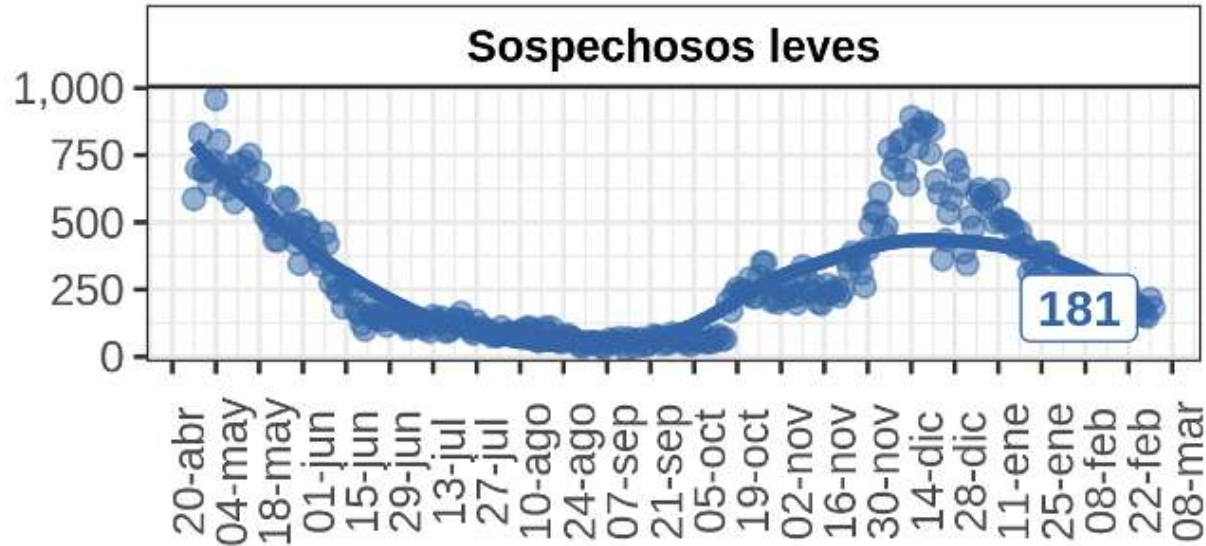 Sospechosos leves
1,000
750
500
250
0
181
20-abr
04-may
18-may
01-jun
15-jun
29-jun
13-jul
27-jul
10-ago
24-ago
07-sep
21-sep
05-oct
19-oct
02-nov
16-nov
30-nov
14-dic
28-dic
11-ene
25-ene
08-feb
22-feb
08-mar